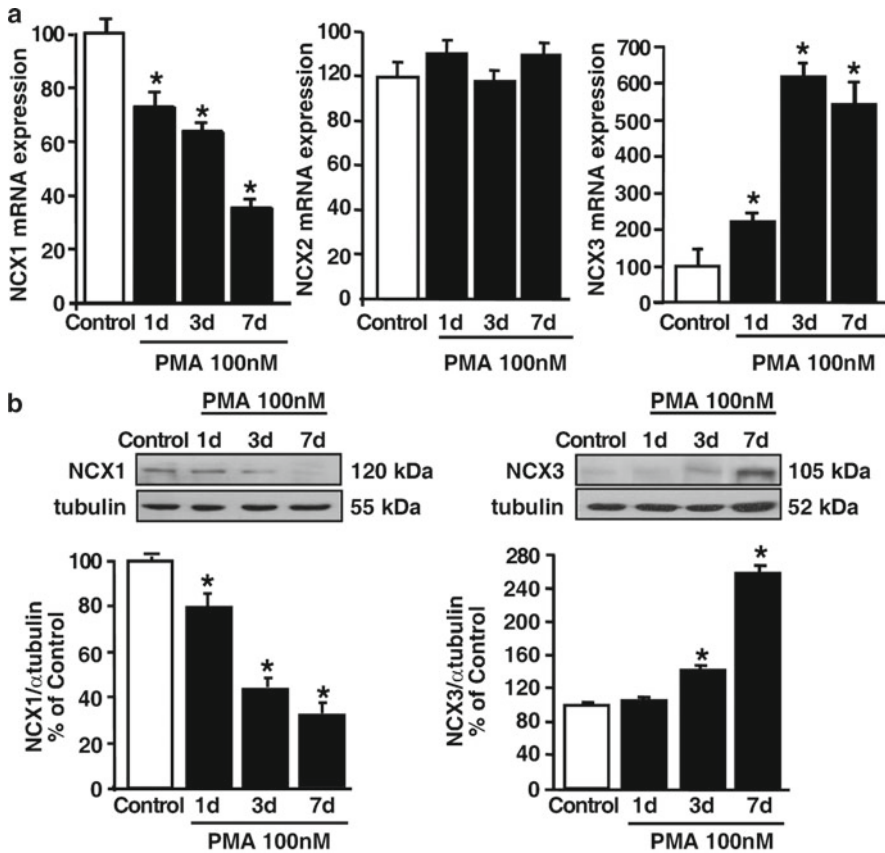 a
NCX1 mRNA expression
100
80
60
40
20
0
Control 1d 3d 7d
PMA 100nM
NCX2 mRNA expression
120
80
0
Control 1d 3d 7d
PMA 100nM
NCX3 mRNA expression
700
600
500
400
300
200
100
0
* * *
* * *
Control 1d 3d 7d
PMA 100nM
b
PMA 100nM
Control 1d 3d 7d
NCX1 120 kDa
tubulin 55 kDa
NCX1/αtubulin
% of Control
100
80
60
40
20
0
* * *
Control 1d 3d 7d
PMA 100nM
PMA 100nM
Control 1d 3d 7d
NCX3 105 kDa
tubulin 52 kDa
NCX3/αtubulin
% of Control
280
240
200
160
120
80
40
0
* *
Control 1d 3d 7d
PMA 100nM